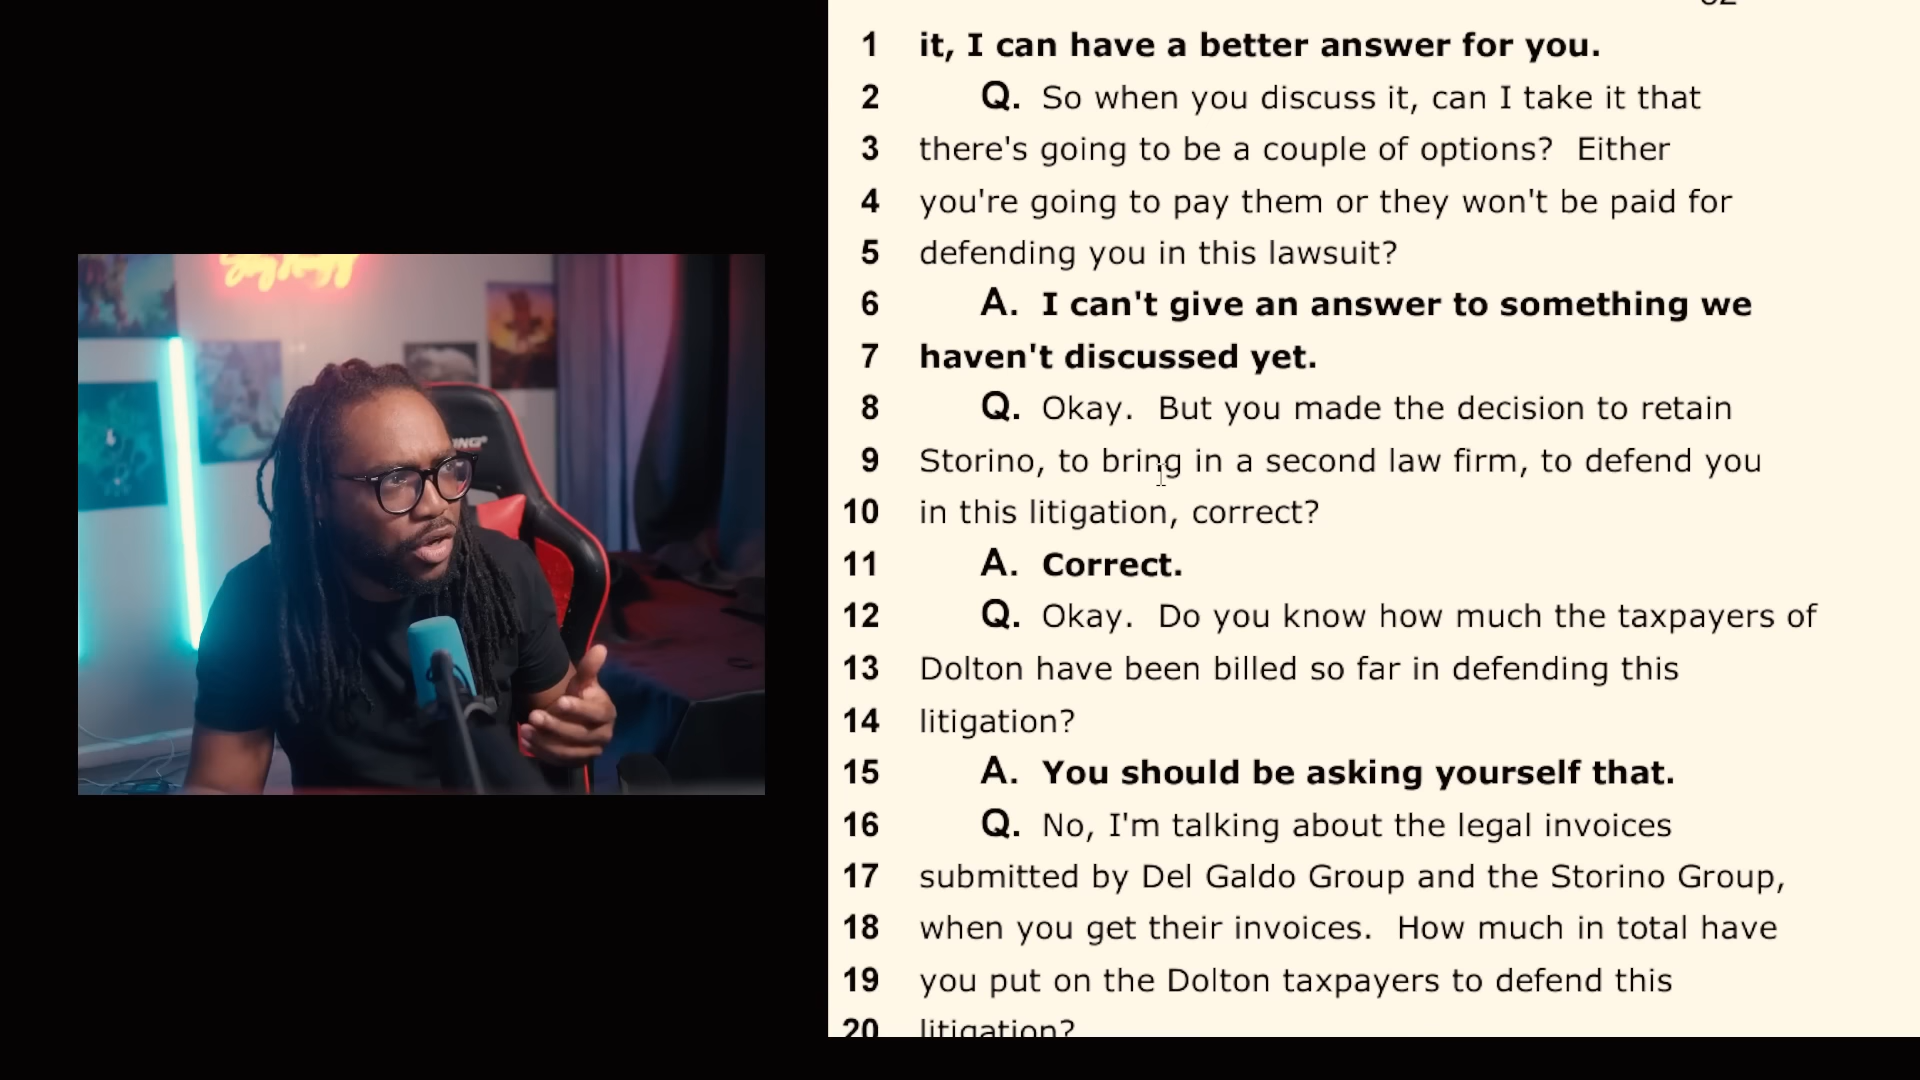 1 it, I can have a better answer for you.
2 Q. So when you discuss it, can I take it that
3 there's going to be a couple of options? Either
4 you're going to pay them or they won't be paid for
5 defending you in this lawsuit?
6 A. I can't give an answer to something we
7 haven't discussed yet.
8 Q. Okay. But you made the decision to retain
9 Storino, to bring in a second law firm, to defend you
10 in this litigation, correct?
11 A. Correct.
12 Q. Okay. Do you know how much the taxpayers of
13 Dolton have been billed so far in defending this
14 litigation?
15 A. You should be asking yourself that.
16 Q. No, I'm talking about the legal invoices
17 submitted by Del Galdo Group and the Storino Group,
18 when you get their invoices. How much in total have
19 you put on the Dolton taxpayers to defend this
20 litigation?